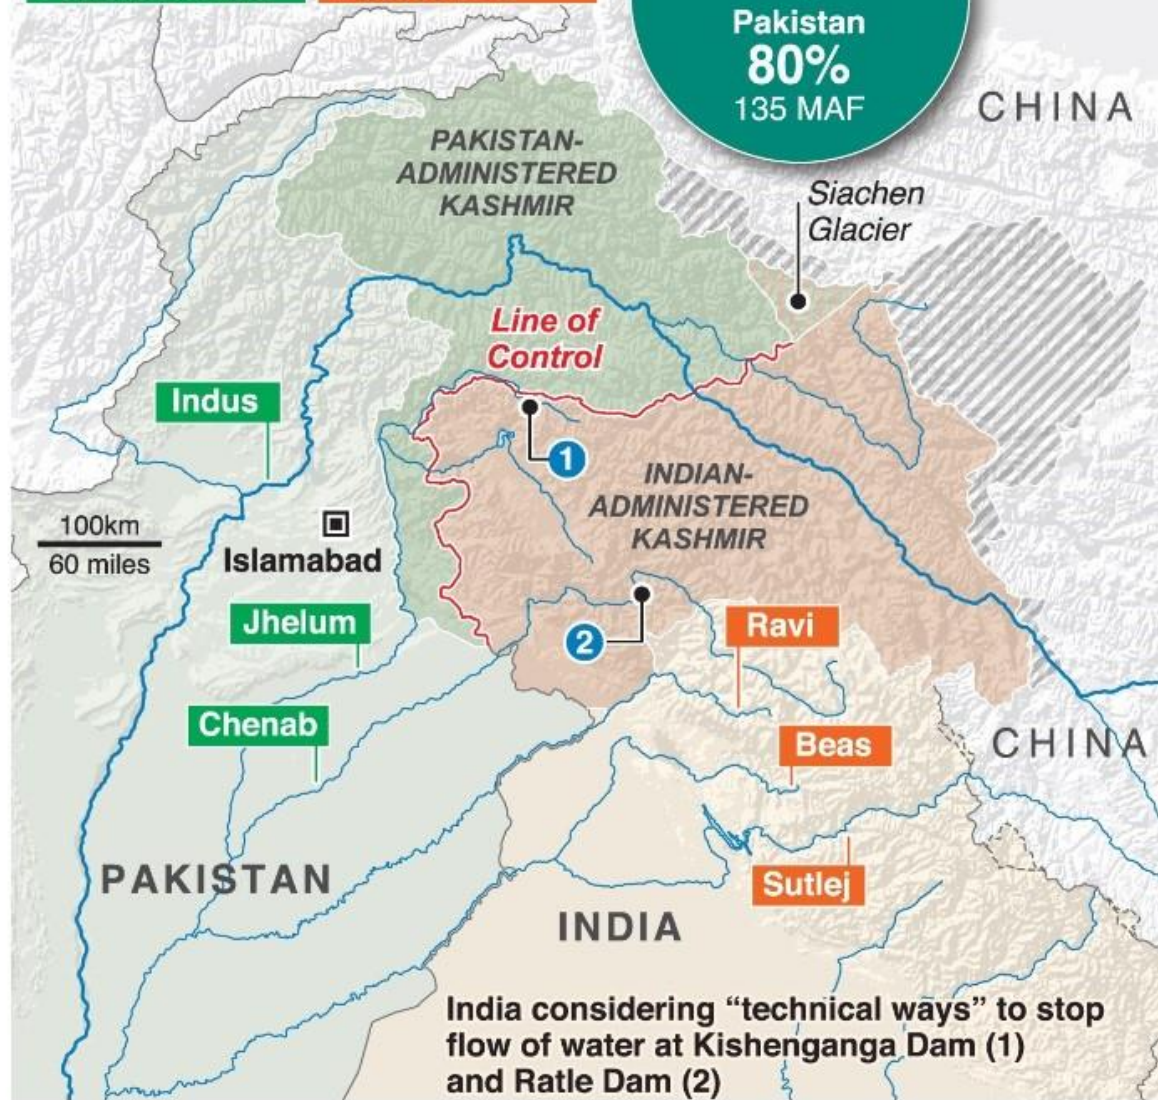 Pakistan
80%
135 MAF
CHINA
PAKISTAN-
ADMINISTERED
KASHMIR
Siachen
Glacier
Line of
Control
Indus
1
INDIAN-
ADMINISTERED
KASHMIR
100km
60 miles
Islamabad
Jhelum
2
Ravi
Chenab
Beas
CHINA
PAKISTAN
Sutlej
INDIA
India considering “technical ways” to stop
flow of water at Kishenganga Dam (1)
and Ratle Dam (2)